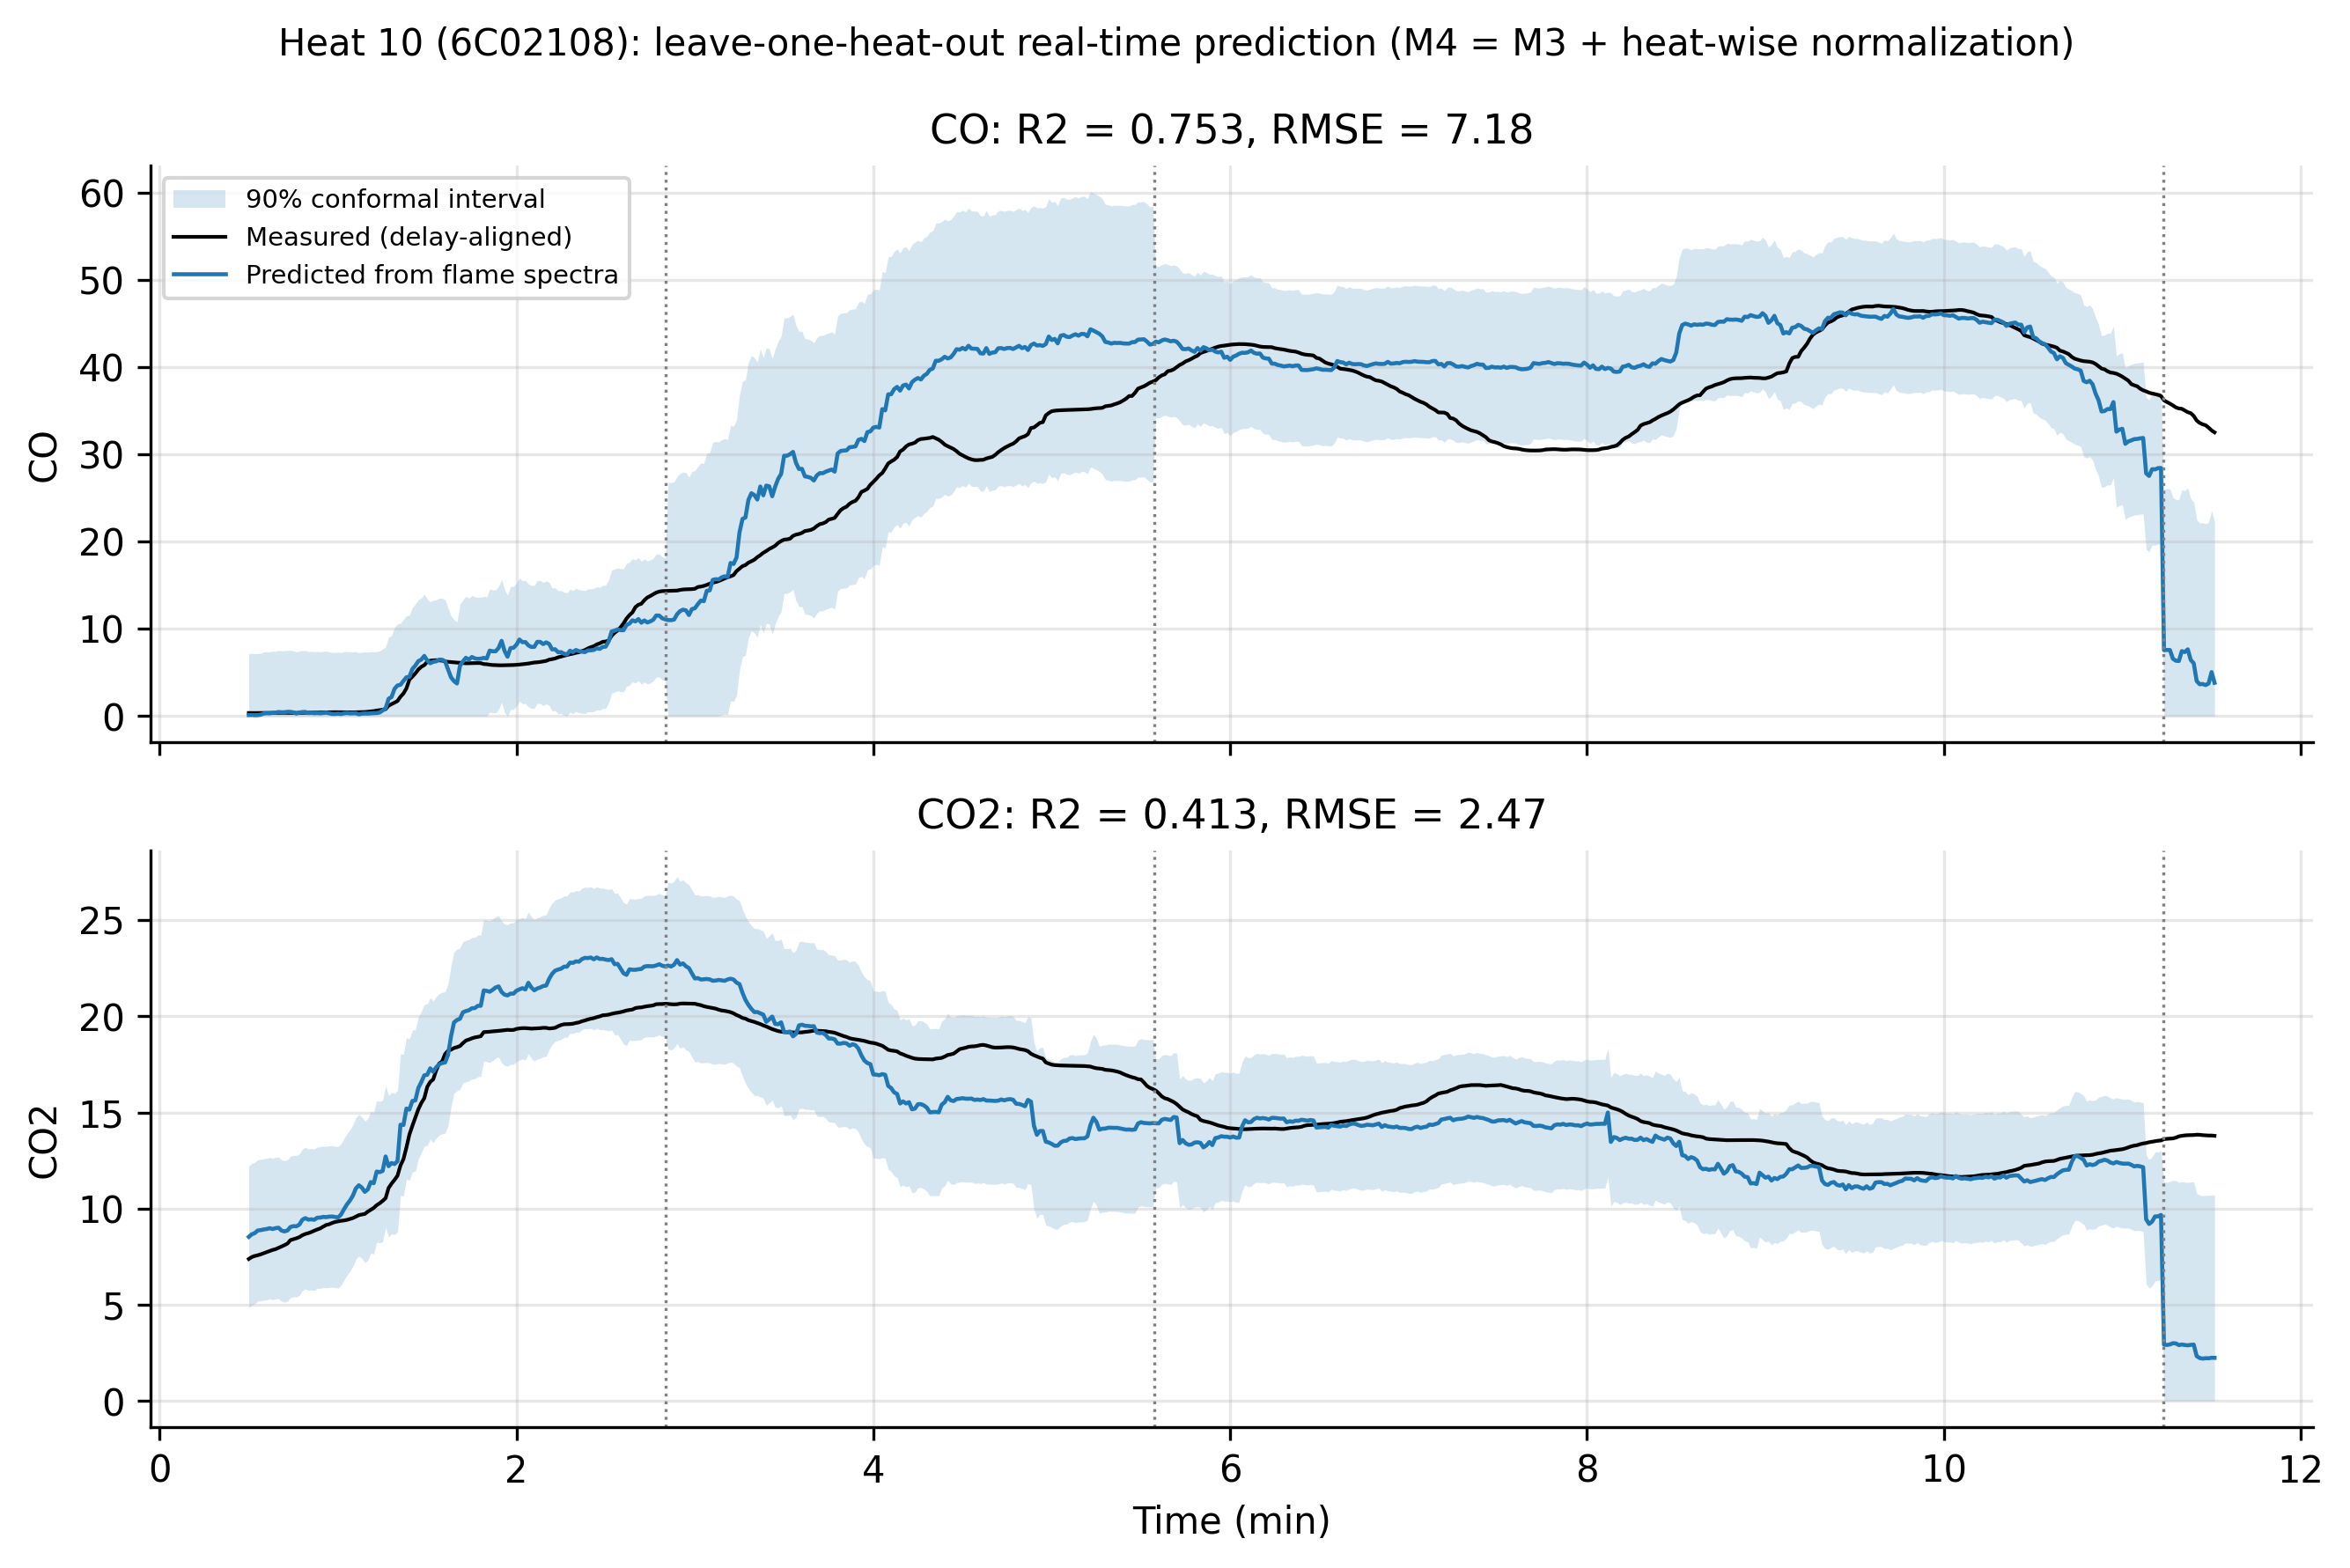 Heat 10 (6C02108): leave-one-heat-out real-time prediction (M4 = M3 + heat-wise normalization)
CO: R2 = 0.753, RMSE = 7.18
90% conformal interval
Measured (delay-aligned)
Predicted from flame spectra
60
50
40
30
20
10
0
CO
CO2: R2 = 0.413, RMSE = 2.47
25
20
15
10
5
0
CO2
0 2 4 6 8 10 12
Time (min)